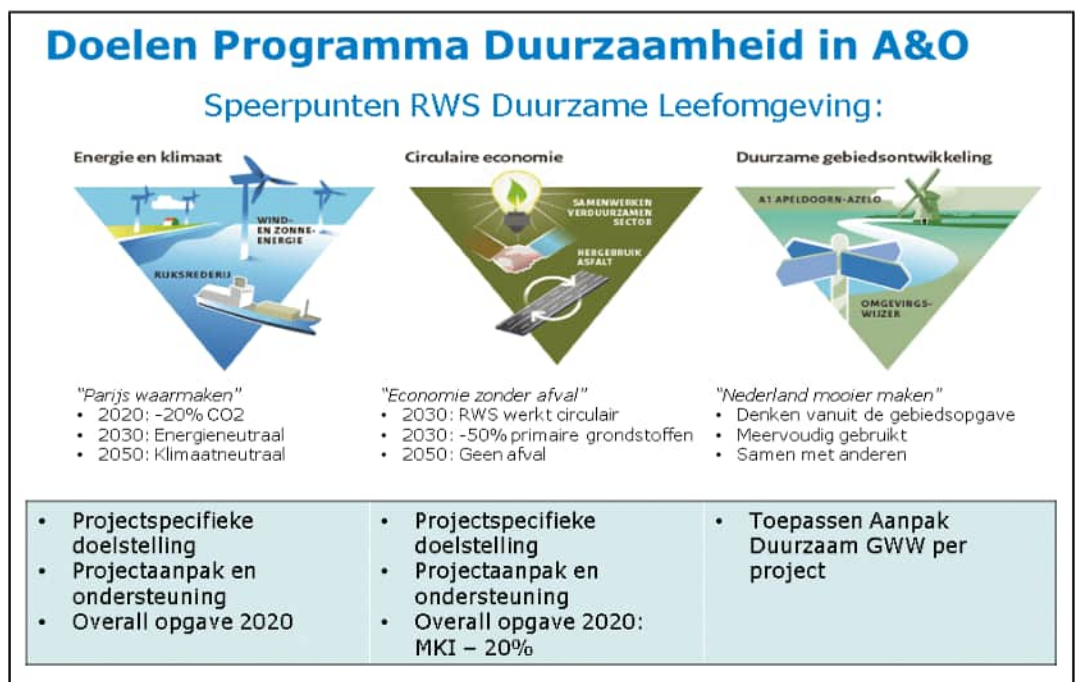 Doelen Programma Duurzaamheid in A&O
Speerpunten RWS Duurzame Leefomgeving:
Energie en klimaat
WIND-
EN ZONNE-
ENERGIE
RIJKSREDERIJ
"Parijs waarmaken"
• 2020: -20% CO2
• 2030: Energieneutraal
• 2050: Klimaatneutraal
Circulaire economie
SAMENWERKEN
VERDUURZAMEN
SECTOR
HERGEBRUIK
ASFALT
"Economie zonder afval"
• 2030: RWS werkt circulair
• 2030: -50% primaire grondstoffen
• 2050: Geen afval
Duurzame gebiedsontwikkeling
A1 APELDOORN-AZELO
OMGEVINGS-
WIJZER
"Nederland mooier maken"
• Denken vanuit de gebiedsopgave
• Meervoudig gebruikt
• Samen met anderen
• Projectspecifieke
doelstelling
• Projectaanpak en
ondersteuning
• Overall opgave 2020
• Projectspecifieke
doelstelling
• Projectaanpak en
ondersteuning
• Overall opgave 2020:
MKI – 20%
• Toepassen Aanpak
Duurzaam GWW per
project